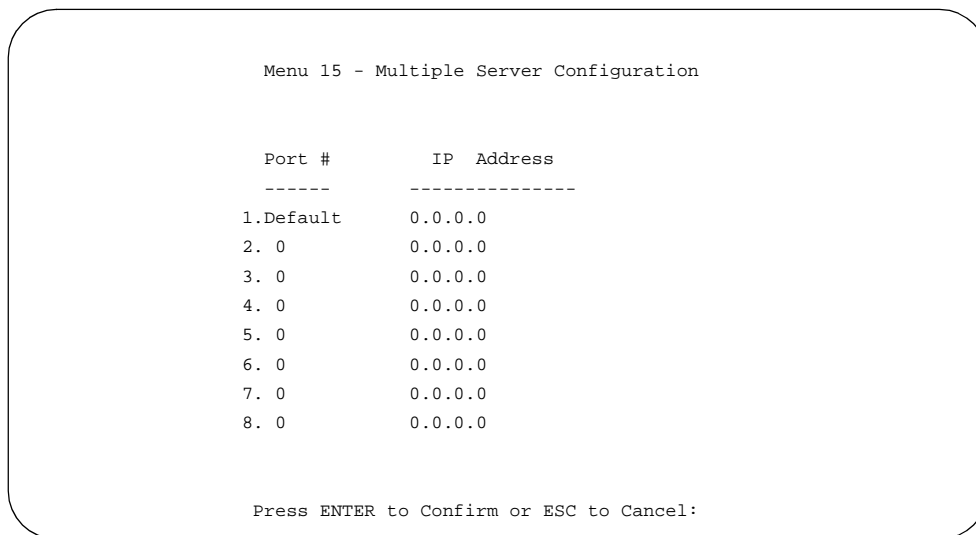 Menu 15 - Multiple Server Configuration
Port # IP Address
------ ---------------
1.Default 0.0.0.0
2. 0 0.0.0.0
3. 0 0.0.0.0
4. 0 0.0.0.0
5. 0 0.0.0.0
6. 0 0.0.0.0
7. 0 0.0.0.0
8. 0 0.0.0.0
Press ENTER to Confirm or ESC to Cancel: